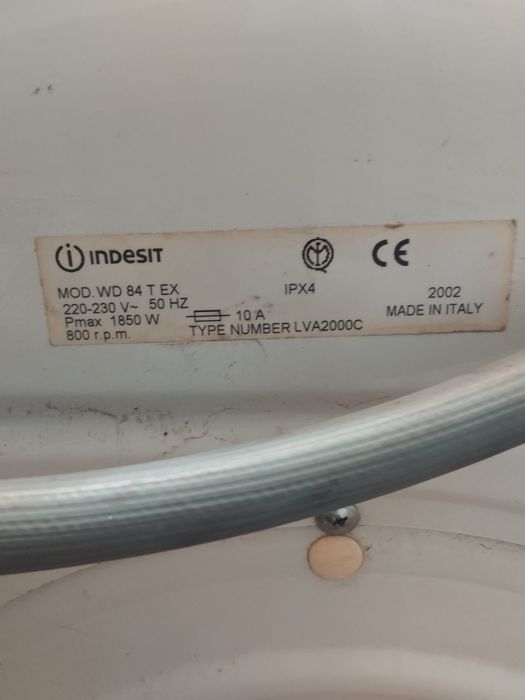 INDESIT
CE
MOD. WD 84 T EX
IPX4
2002
220-230 V~ 50 HZ
10 A
MADE IN ITALY
Pmax 1850 W
TYPE NUMBER LVA2000C
800 r.p.m.